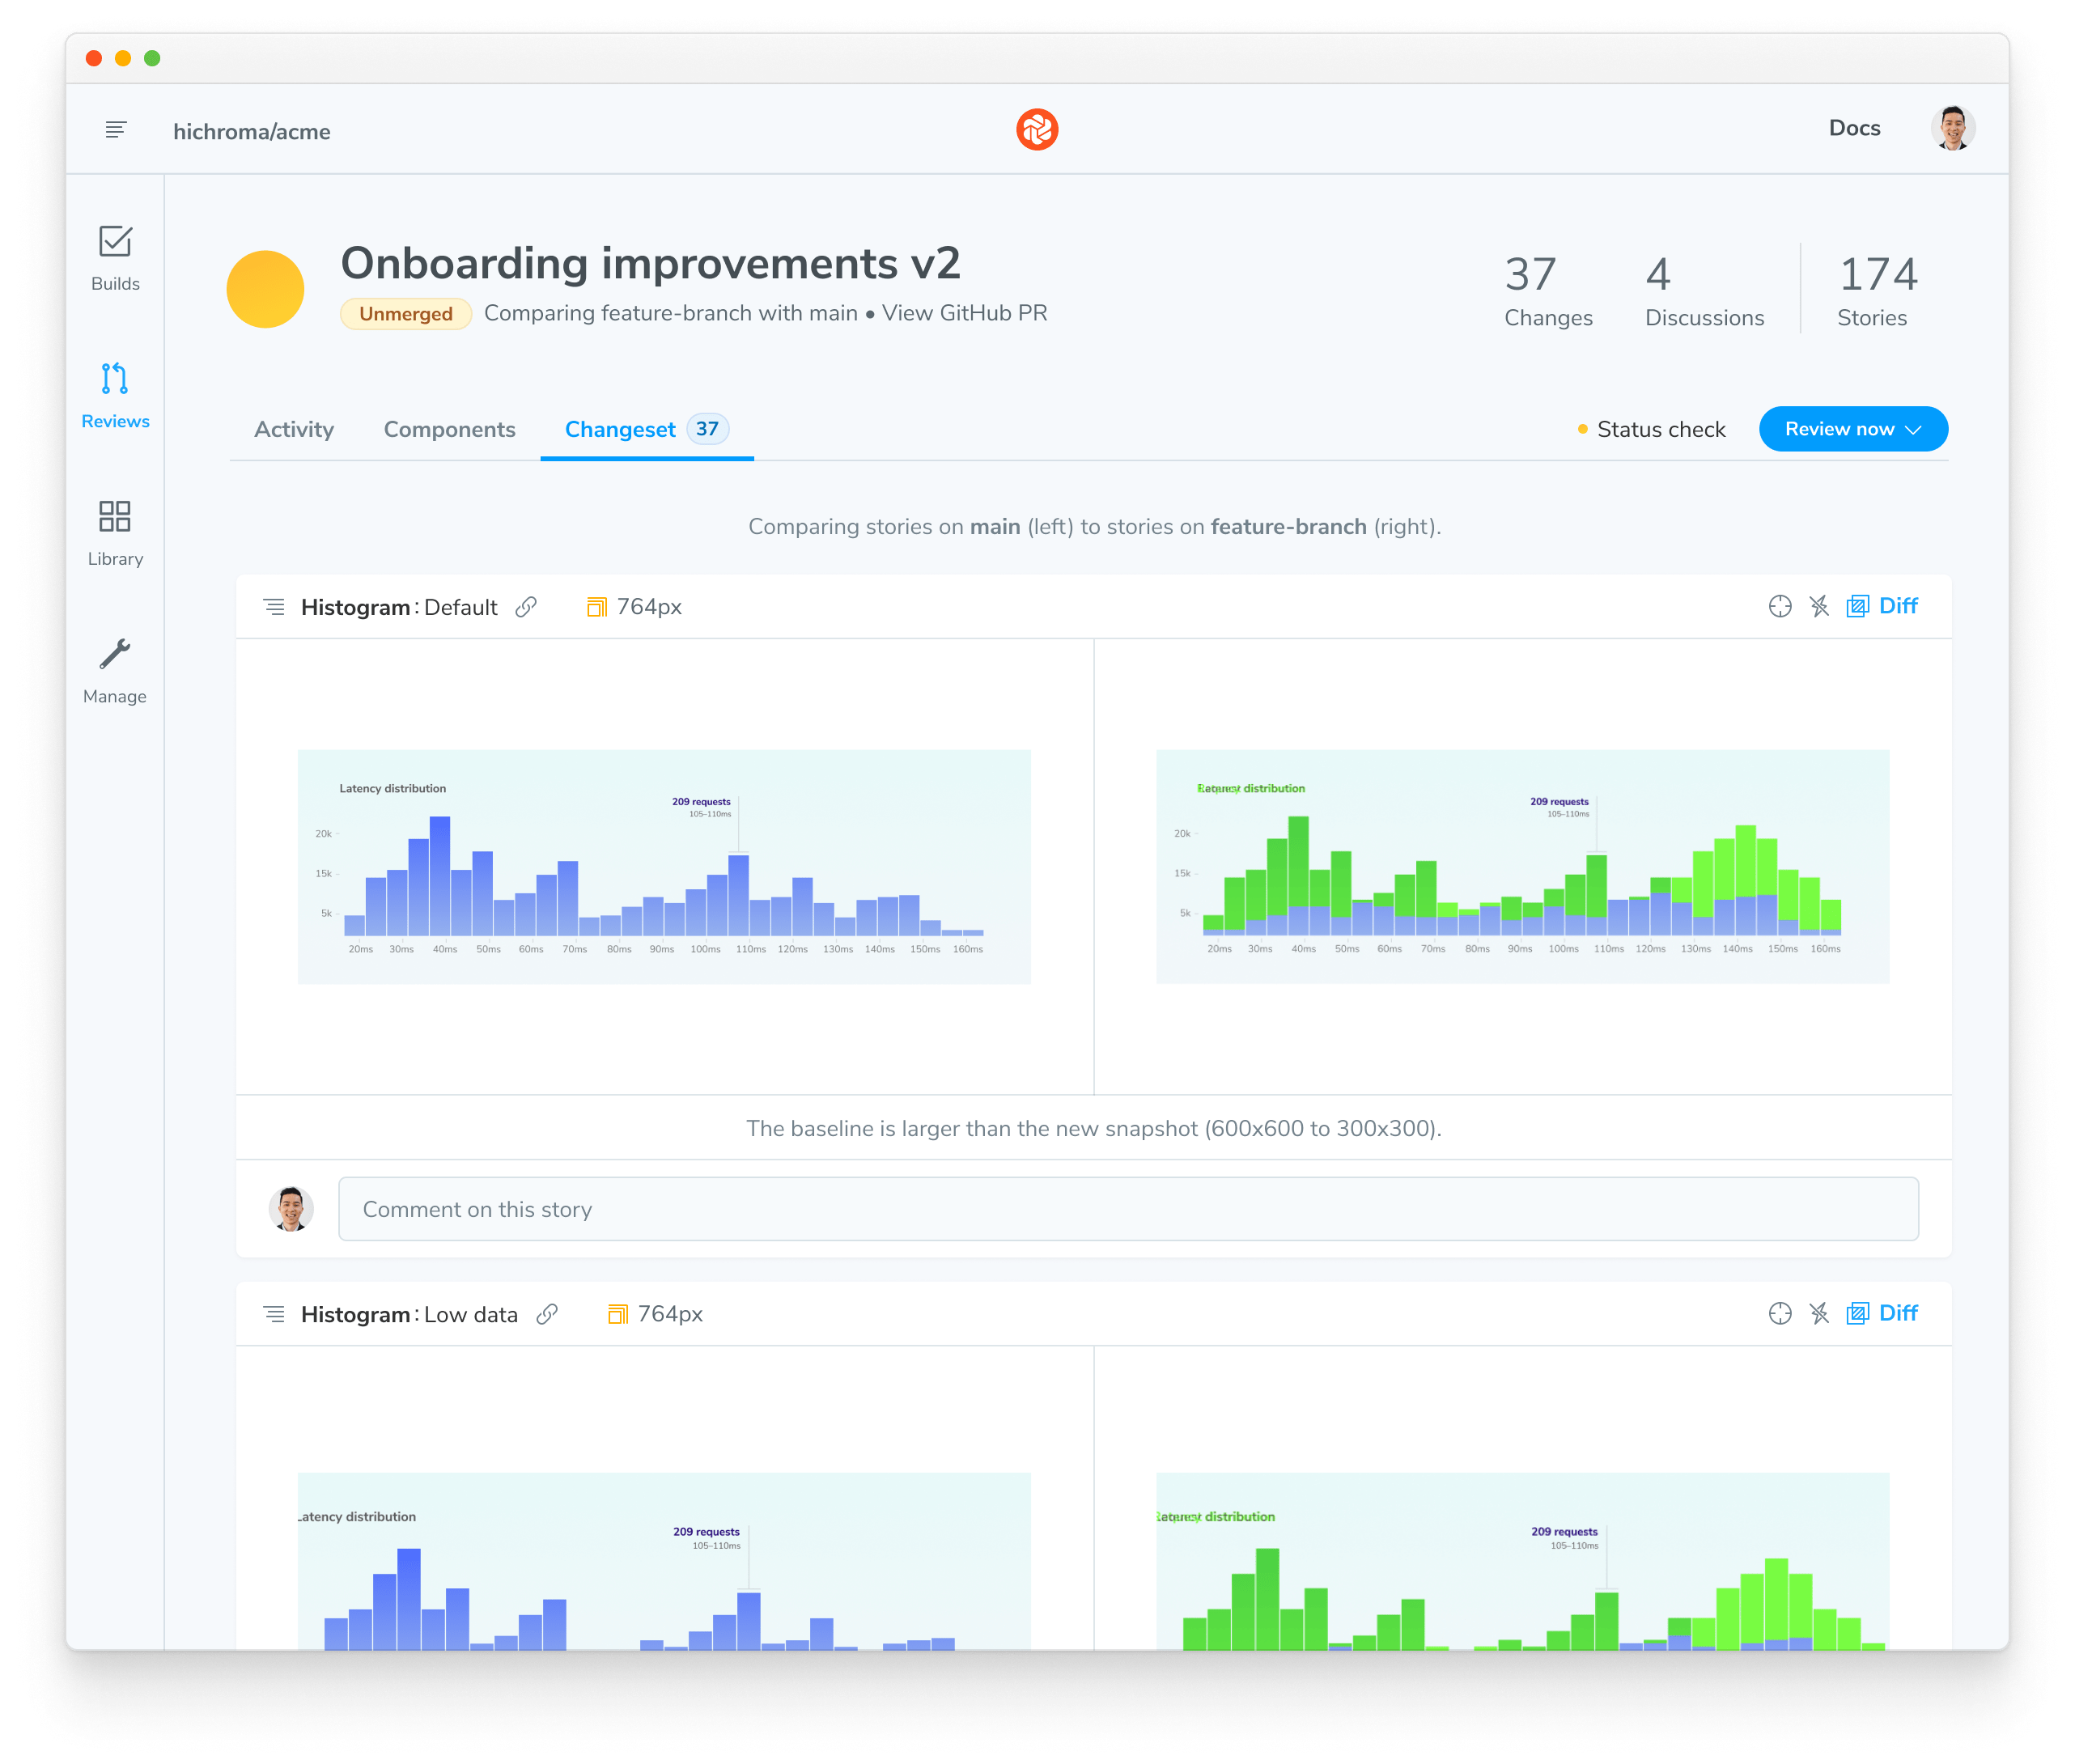 hichroma/acme
Docs
Builds
Reviews
Library
Manage
Onboarding improvements v2
Unmerged Comparing feature-branch with main • View GitHub PR
37 Changes
4 Discussions
174 Stories
Activity Components Changeset 37
Status check Review now
Comparing stories on main (left) to stories on feature-branch (right).
Histogram: Default 764px Diff
Latency distribution
209 requests
105–110ms
20k
15k
5k
20ms 30ms 40ms 50ms 60ms 70ms 80ms 90ms 100ms 110ms 120ms 130ms 140ms 150ms 160ms
Latency distribution
209 requests
105–110ms
20k
15k
5k
20ms 30ms 40ms 50ms 60ms 70ms 80ms 90ms 100ms 110ms 120ms 130ms 140ms 150ms 160ms
The baseline is larger than the new snapshot (600x600 to 300x300).
Comment on this story
Histogram: Low data 764px Diff
Latency distribution
209 requests
105–110ms
distribution
209 requests
105–110ms